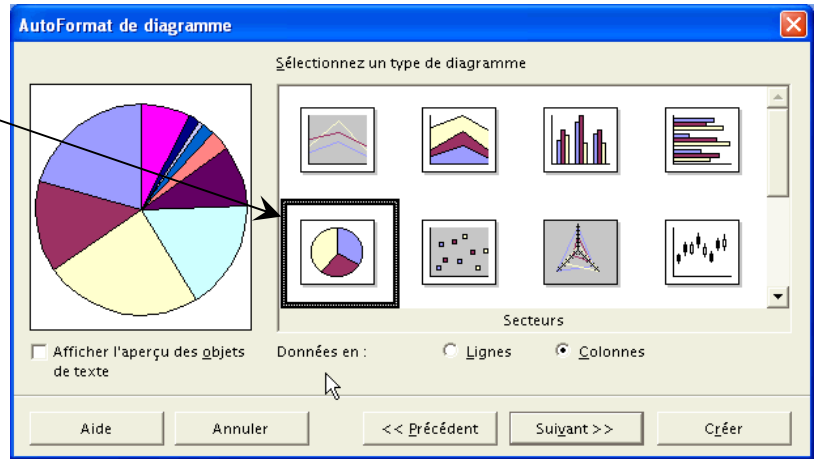 AutoFormat de diagramme
Sélectionnez un type de diagramme
Secteurs
Afficher l'aperçu des objets
de texte
Données en :
Lignes
Colonnes
Aide
Annuler
<< Précédent
Suivant >>
Créer